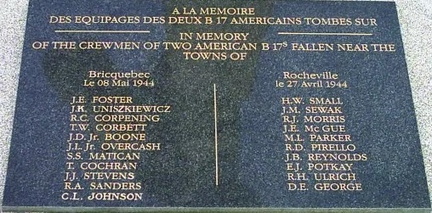 A LA MEMOIRE
DES EQUIPAGES DES DEUX B 17 AMERICAINS TOMBES SUR
IN MEMORY
OF THE CREWMEN OF TWO AMERICAN B 17S FALLEN NEAR THE
TOWNS OF
Bricquebec
Le 08 Mai 1944
J.E. FOSTER
J.K. UNISZKIEWICZ
R.C. CORPENING
T.W. CORBETT
J.D. Jr. BOONE
J.L. Jr. OVERCASH
S.S. MATICAN
T. COCHRAN
J.J. STEVENS
R.A. SANDERS
C.L. JOHNSON
Rocheville
le 27 Avril 1944
H.W. SMALL
J.M. SEWAK
R.J. MORRIS
J.E. Mc GUE
M.L. PARKER
R.D. PIRELLO
J.B. REYNOLDS
E.J. POTKAY
R.H. ULRICH
D.E. GEORGE